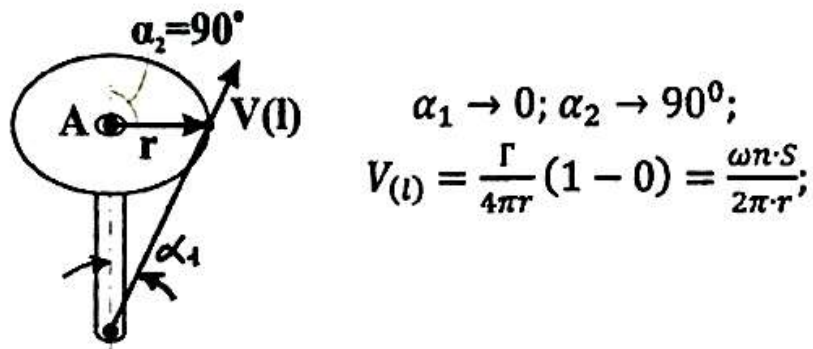 α₂=90°
A r V(l)
α₁
α₁ → 0; α₂ → 90⁰;
V₍l₎ = Γ/4πr (1 − 0) = ωn·S/2π·r;